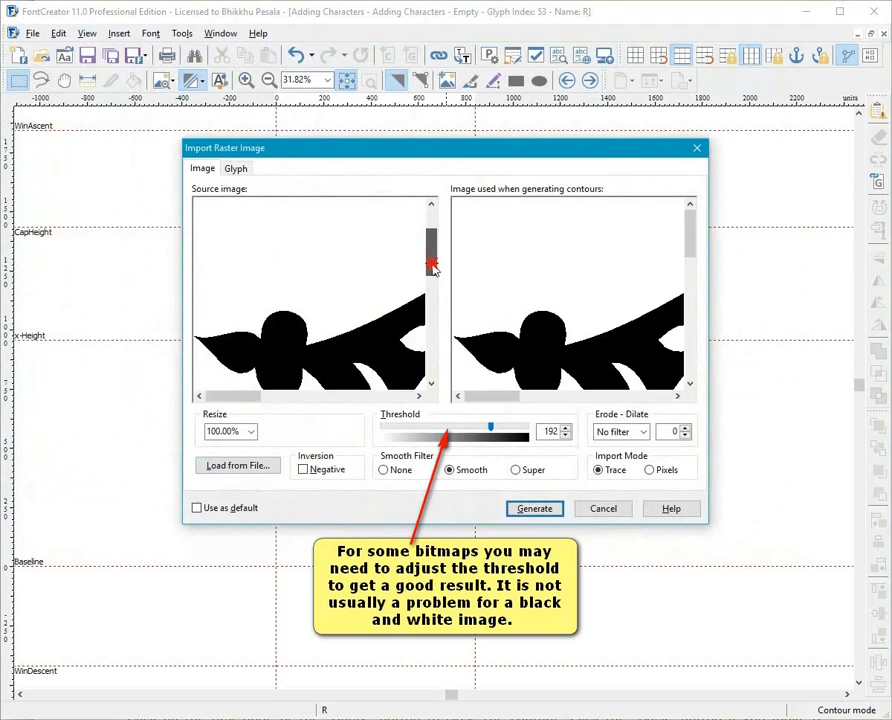 FontCreator 11.0 Professional Edition - Licensed to Bhikkhu Pesala - [Adding Characters - Adding Characters - Empty - Glyph Index: 53 - Name: R]
File Edit View Insert Font Tools Window Help
31.82%
-1000 -800 -600 -400 -200 0 200 400 600 800 1000 1200 1400 1600 1800 2000 2200 units
WinAscent
CapHeight
x-Height
Baseline
WinDescent
Import Raster Image
Image Glyph
Source image: Image used when generating contours:
Resize Threshold Erode - Dilate
100.00% 192 No filter 0
Load from File... Inversion Smooth Filter Import Mode
Negative None Smooth Super Trace Pixels
Use as default Generate Cancel Help
For some bitmaps you may
need to adjust the threshold
to get a good result. It is not
usually a problem for a black
and white image.
R Contour mode